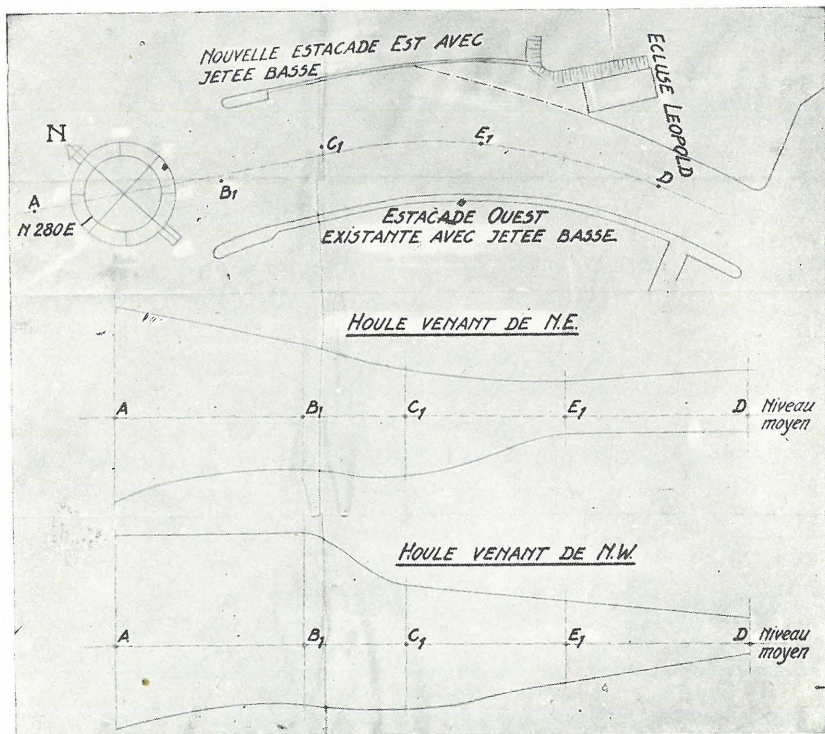 NOUVELLE ESTACADE EST AVEC
JETEE BASSE
ECLUSE LEOPOLD
N
A
N 280 E
B1
C1
E1
D
ESTACADE OUEST
EXISTANTE AVEC JETEE BASSE.
HOULE VENANT DE N.E.
A
B1
C1
E1
D
Niveau
moyen
HOULE VENANT DE N.W.
A
B1
C1
E1
D
Niveau
moyen